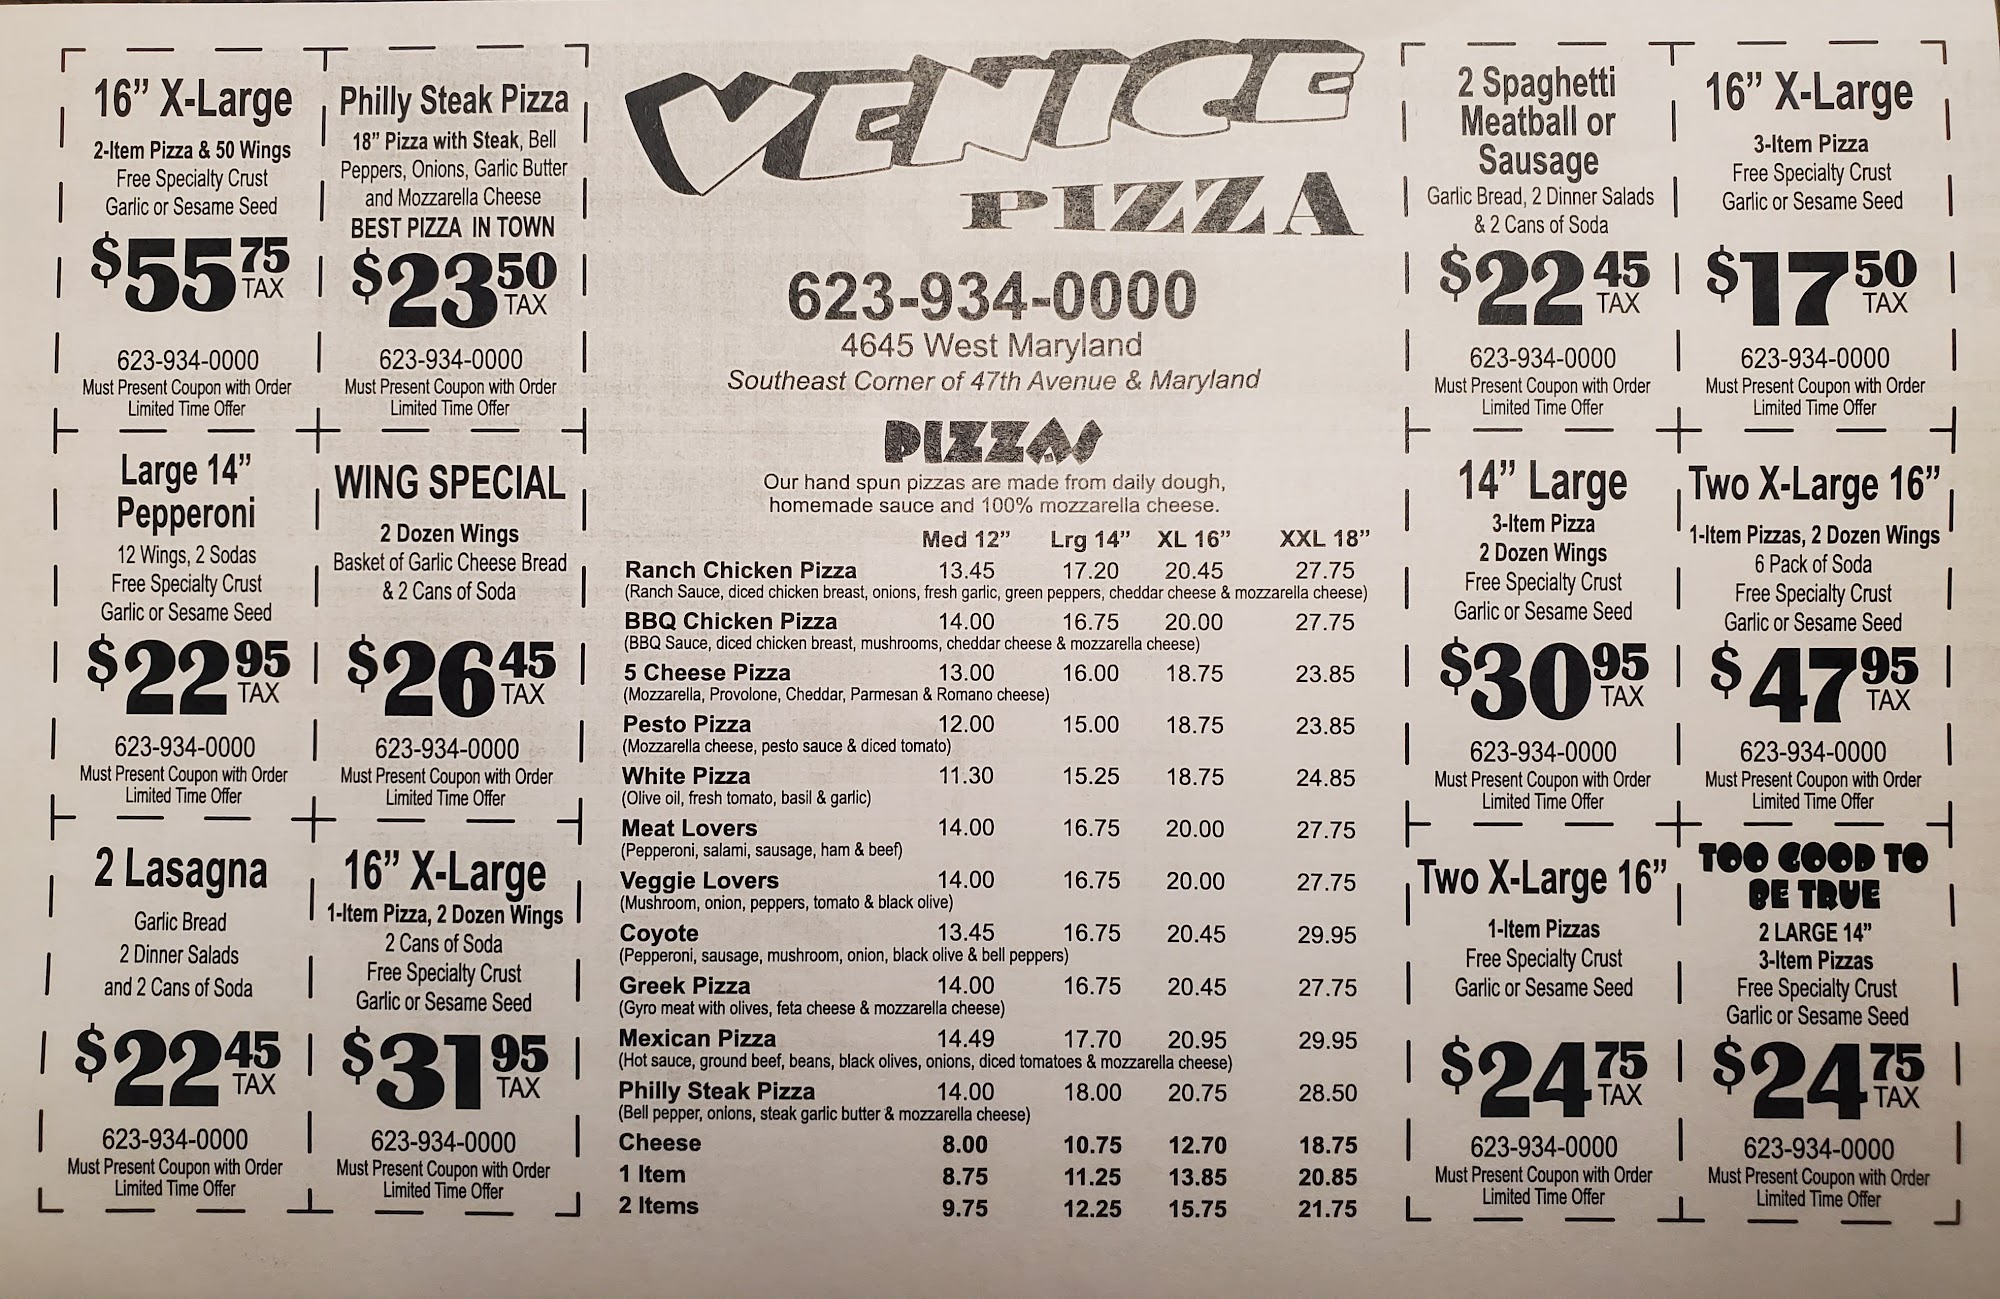 16” X-Large
2-Item Pizza & 50 Wings
Free Specialty Crust
Garlic or Sesame Seed
$55 75 TAX
623-934-0000
Must Present Coupon with Order
Limited Time Offer
Philly Steak Pizza
18” Pizza with Steak, Bell
Peppers, Onions, Garlic Butter
and Mozzarella Cheese
BEST PIZZA IN TOWN
$23 50 TAX
623-934-0000
Must Present Coupon with Order
Limited Time Offer
Large 14”
Pepperoni
12 Wings, 2 Sodas
Free Specialty Crust
Garlic or Sesame Seed
$22 95 TAX
623-934-0000
Must Present Coupon with Order
Limited Time Offer
WING SPECIAL
2 Dozen Wings
Basket of Garlic Cheese Bread
& 2 Cans of Soda
$26 45 TAX
623-934-0000
Must Present Coupon with Order
Limited Time Offer
2 Lasagna
Garlic Bread
2 Dinner Salads
and 2 Cans of Soda
$22 45 TAX
623-934-0000
Must Present Coupon with Order
Limited Time Offer
16” X-Large
1-Item Pizza, 2 Dozen Wings
2 Cans of Soda
Free Specialty Crust
Garlic or Sesame Seed
$31 95 TAX
623-934-0000
Must Present Coupon with Order
Limited Time Offer
VENICE
PIZZA
623-934-0000
4645 West Maryland
Southeast Corner of 47th Avenue & Maryland
PIZZAS
Our hand spun pizzas are made from daily dough,
homemade sauce and 100% mozzarella cheese.
Med 12” Lrg 14” XL 16” XXL 18”
Ranch Chicken Pizza 13.45 17.20 20.45 27.75
(Ranch Sauce, diced chicken breast, onions, fresh garlic, green peppers, cheddar cheese & mozzarella cheese)
BBQ Chicken Pizza 14.00 16.75 20.00 27.75
(BBQ Sauce, diced chicken breast, mushrooms, cheddar cheese & mozzarella cheese)
5 Cheese Pizza 13.00 16.00 18.75 23.85
(Mozzarella, Provolone, Cheddar, Parmesan & Romano cheese)
Pesto Pizza 12.00 15.00 18.75 23.85
(Mozzarella cheese, pesto sauce & diced tomato)
White Pizza 11.30 15.25 18.75 24.85
(Olive oil, fresh tomato, basil & garlic)
Meat Lovers 14.00 16.75 20.00 27.75
(Pepperoni, salami, sausage, ham & beef)
Veggie Lovers 14.00 16.75 20.00 27.75
(Mushroom, onion, peppers, tomato & black olive)
Coyote 13.45 16.75 20.45 29.95
(Pepperoni, sausage, mushroom, onion, black olive & bell peppers)
Greek Pizza 14.00 16.75 20.45 27.75
(Gyro meat with olives, feta cheese & mozzarella cheese)
Mexican Pizza 14.49 17.70 20.95 29.95
(Hot sauce, ground beef, beans, black olives, onions, diced tomatoes & mozzarella cheese)
Philly Steak Pizza 14.00 18.00 20.75 28.50
(Bell pepper, onions, steak garlic butter & mozzarella cheese)
Cheese 8.00 10.75 12.70 18.75
1 Item 8.75 11.25 13.85 20.85
2 Items 9.75 12.25 15.75 21.75
2 Spaghetti
Meatball or
Sausage
Garlic Bread, 2 Dinner Salads
& 2 Cans of Soda
$22 45 TAX
623-934-0000
Must Present Coupon with Order
Limited Time Offer
16” X-Large
3-Item Pizza
Free Specialty Crust
Garlic or Sesame Seed
$17 50 TAX
623-934-0000
Must Present Coupon with Order
Limited Time Offer
14” Large
3-Item Pizza
2 Dozen Wings
Free Specialty Crust
Garlic or Sesame Seed
$30 95 TAX
623-934-0000
Must Present Coupon with Order
Limited Time Offer
Two X-Large 16”
1-Item Pizzas, 2 Dozen Wings
6 Pack of Soda
Free Specialty Crust
Garlic or Sesame Seed
$47 95 TAX
623-934-0000
Must Present Coupon with Order
Limited Time Offer
Two X-Large 16”
1-Item Pizzas
Free Specialty Crust
Garlic or Sesame Seed
$24 75 TAX
623-934-0000
Must Present Coupon with Order
Limited Time Offer
TOO GOOD TO
BE TRUE
2 LARGE 14”
3-Item Pizzas
Free Specialty Crust
Garlic or Sesame Seed
$24 75 TAX
623-934-0000
Must Present Coupon with Order
Limited Time Offer